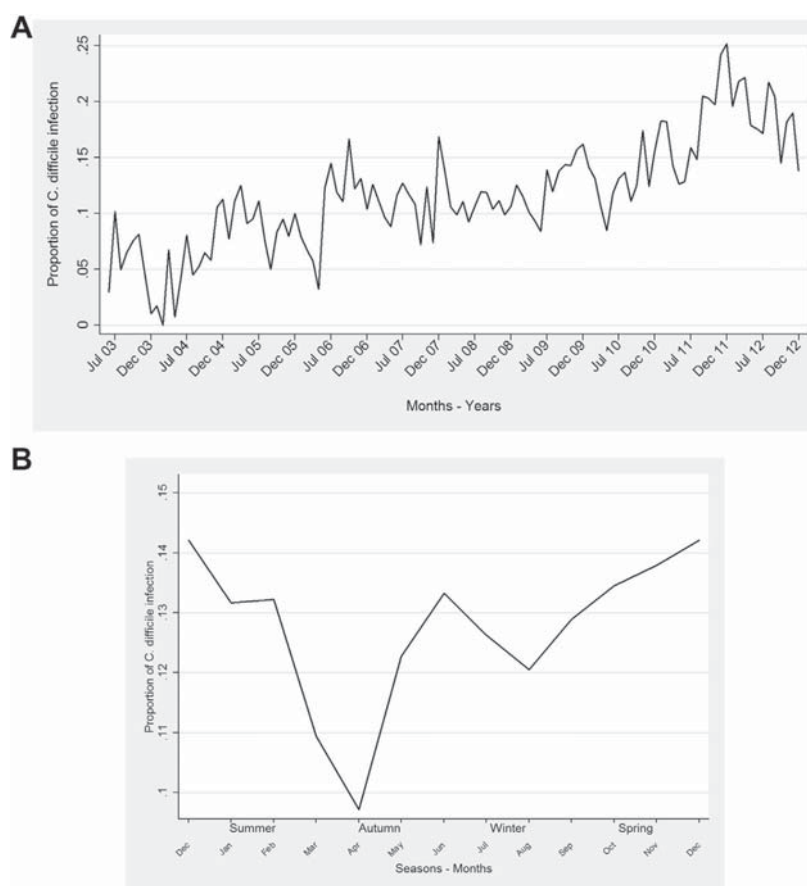 A
Proportion of C. difficile infection
.25
.2
.15
.1
.05
0
Jul 03 Dec 03 Jul 04 Dec 04 Jul 05 Dec 05 Jul 06 Dec 06 Jul 07 Dec 07 Jul 08 Dec 08 Jul 09 Dec 09 Jul 10 Dec 10 Jul 11 Dec 11 Jul 12 Dec 12
Months - Years
B
Proportion of C. difficile infection
.15
.14
.13
.12
.11
.1
Summer Autumn Winter Spring
Dec Jan Feb Mar Apr May Jun Jul Aug Sep Oct Nov Dec
Seasons - Months